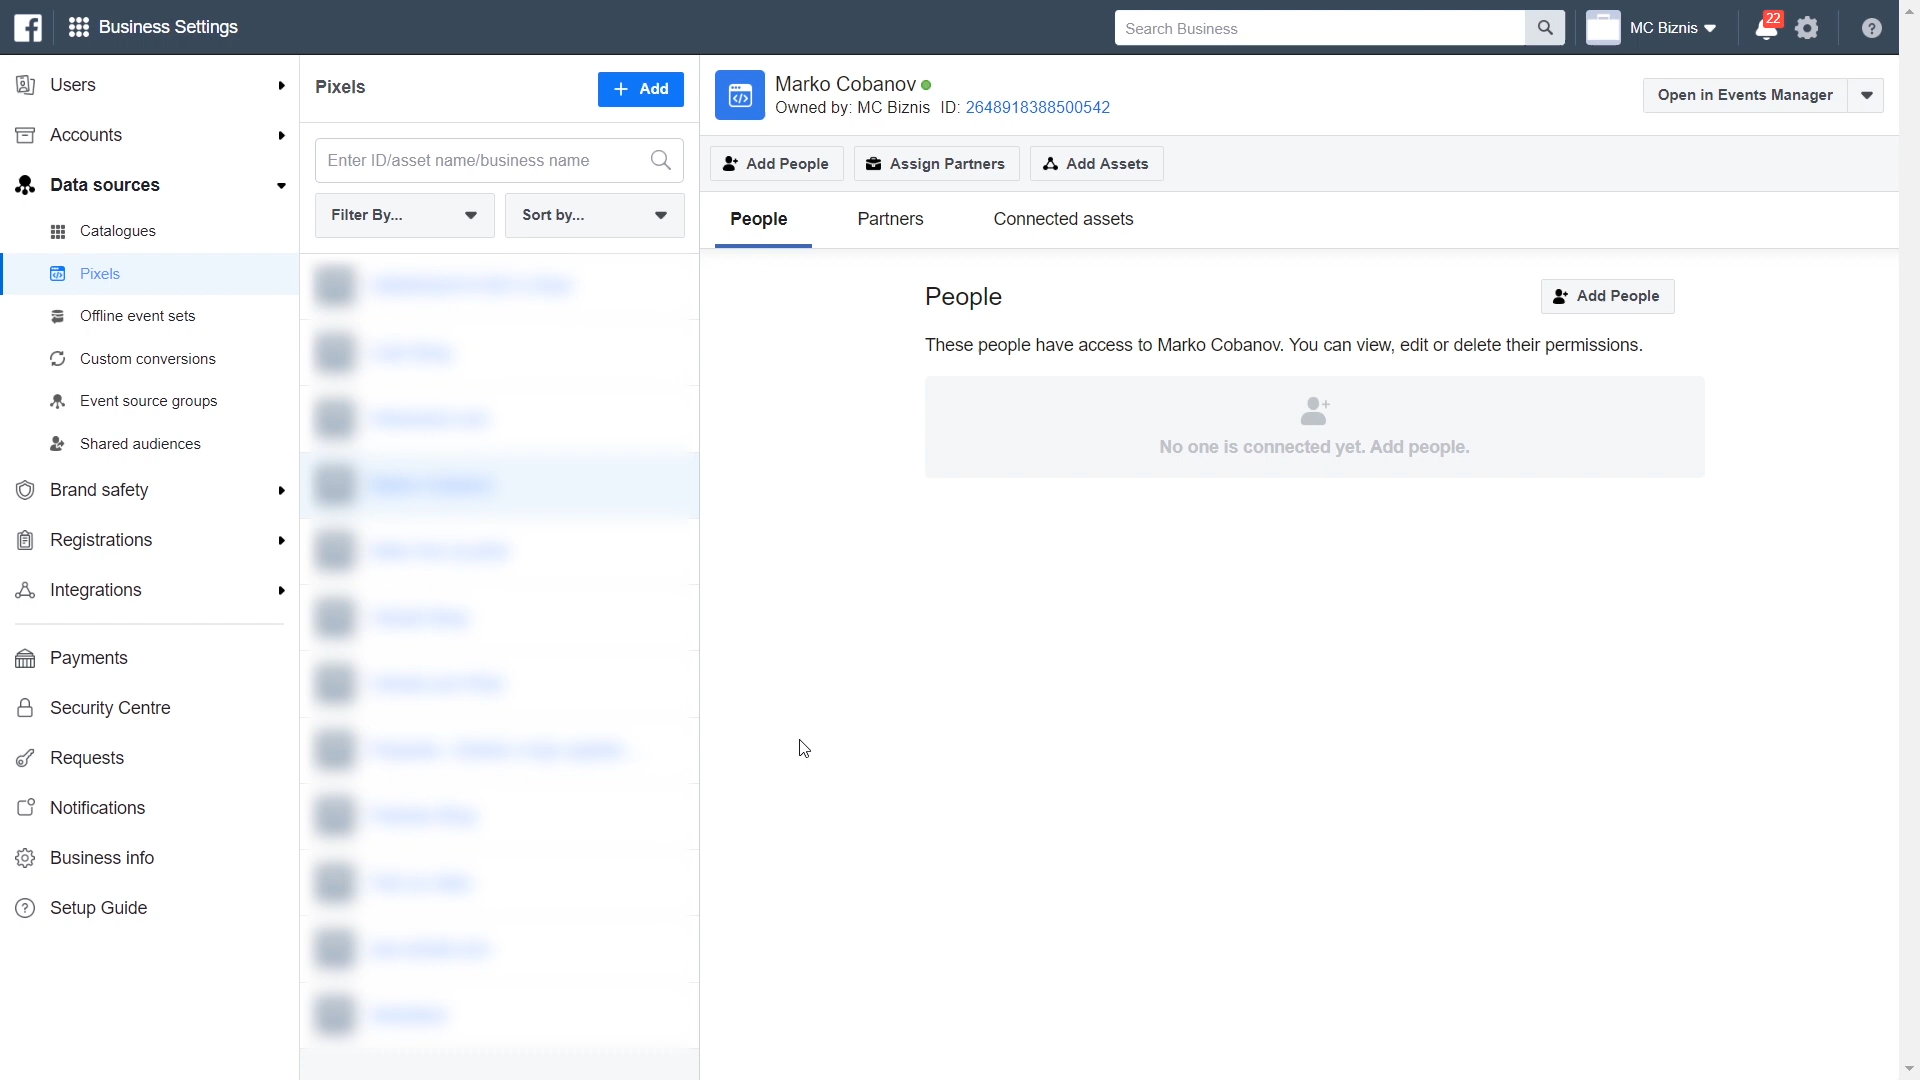 Business Settings
Search Business
MC Biznis
22
Users
Accounts
Data sources
Catalogues
Pixels
Offline event sets
Custom conversions
Event source groups
Shared audiences
Brand safety
Registrations
Integrations
Payments
Security Centre
Requests
Notifications
Business info
Setup Guide
Pixels
+ Add
Enter ID/asset name/business name
Filter By...
Sort by...
Marko Cobanov
Owned by: MC Biznis ID: 2648918388500542
Open in Events Manager
Add People
Assign Partners
Add Assets
People
Partners
Connected assets
People
Add People
These people have access to Marko Cobanov. You can view, edit or delete their permissions.
No one is connected yet. Add people.